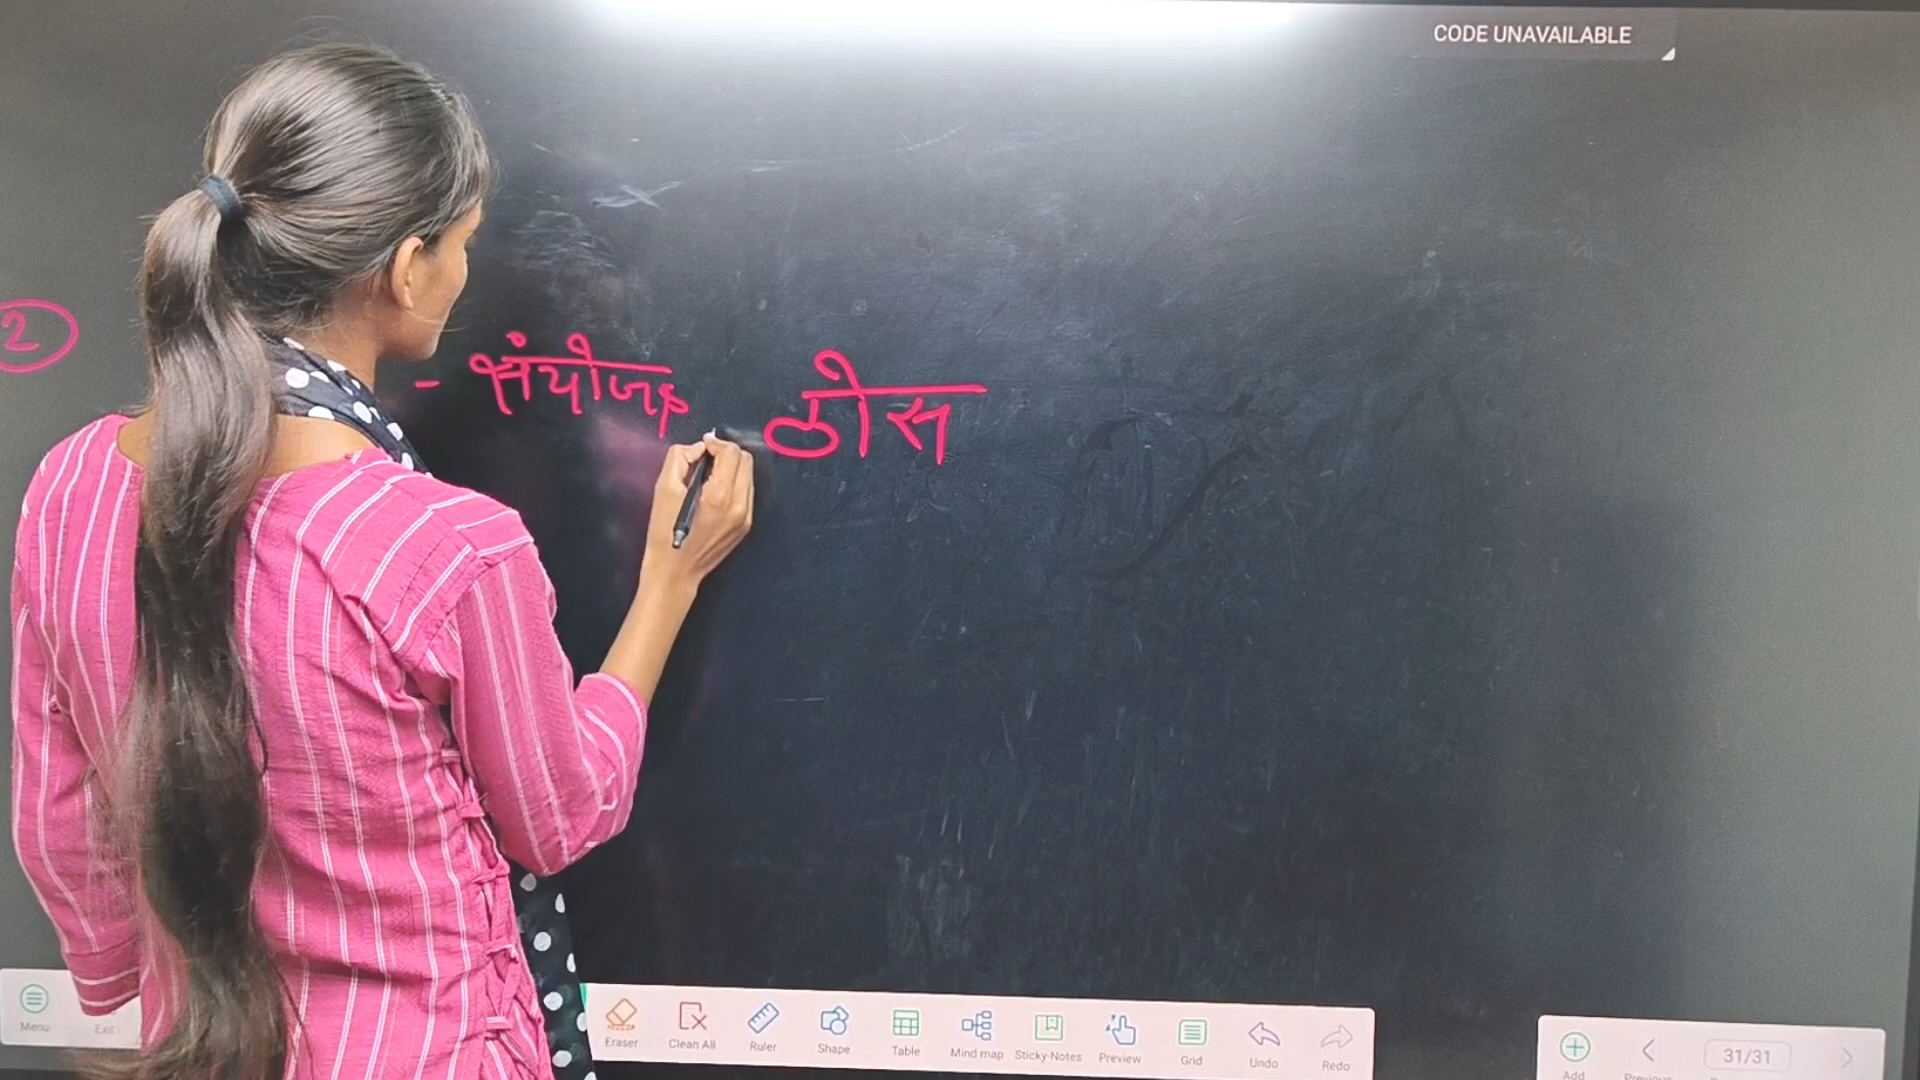 CODE UNAVAILABLE
2
- संयोजक ठोस
Menu Exit Eraser Clean All Ruler Shape Table Mind map Sticky-Notes Preview Grid Undo Redo Add Previous 31/31